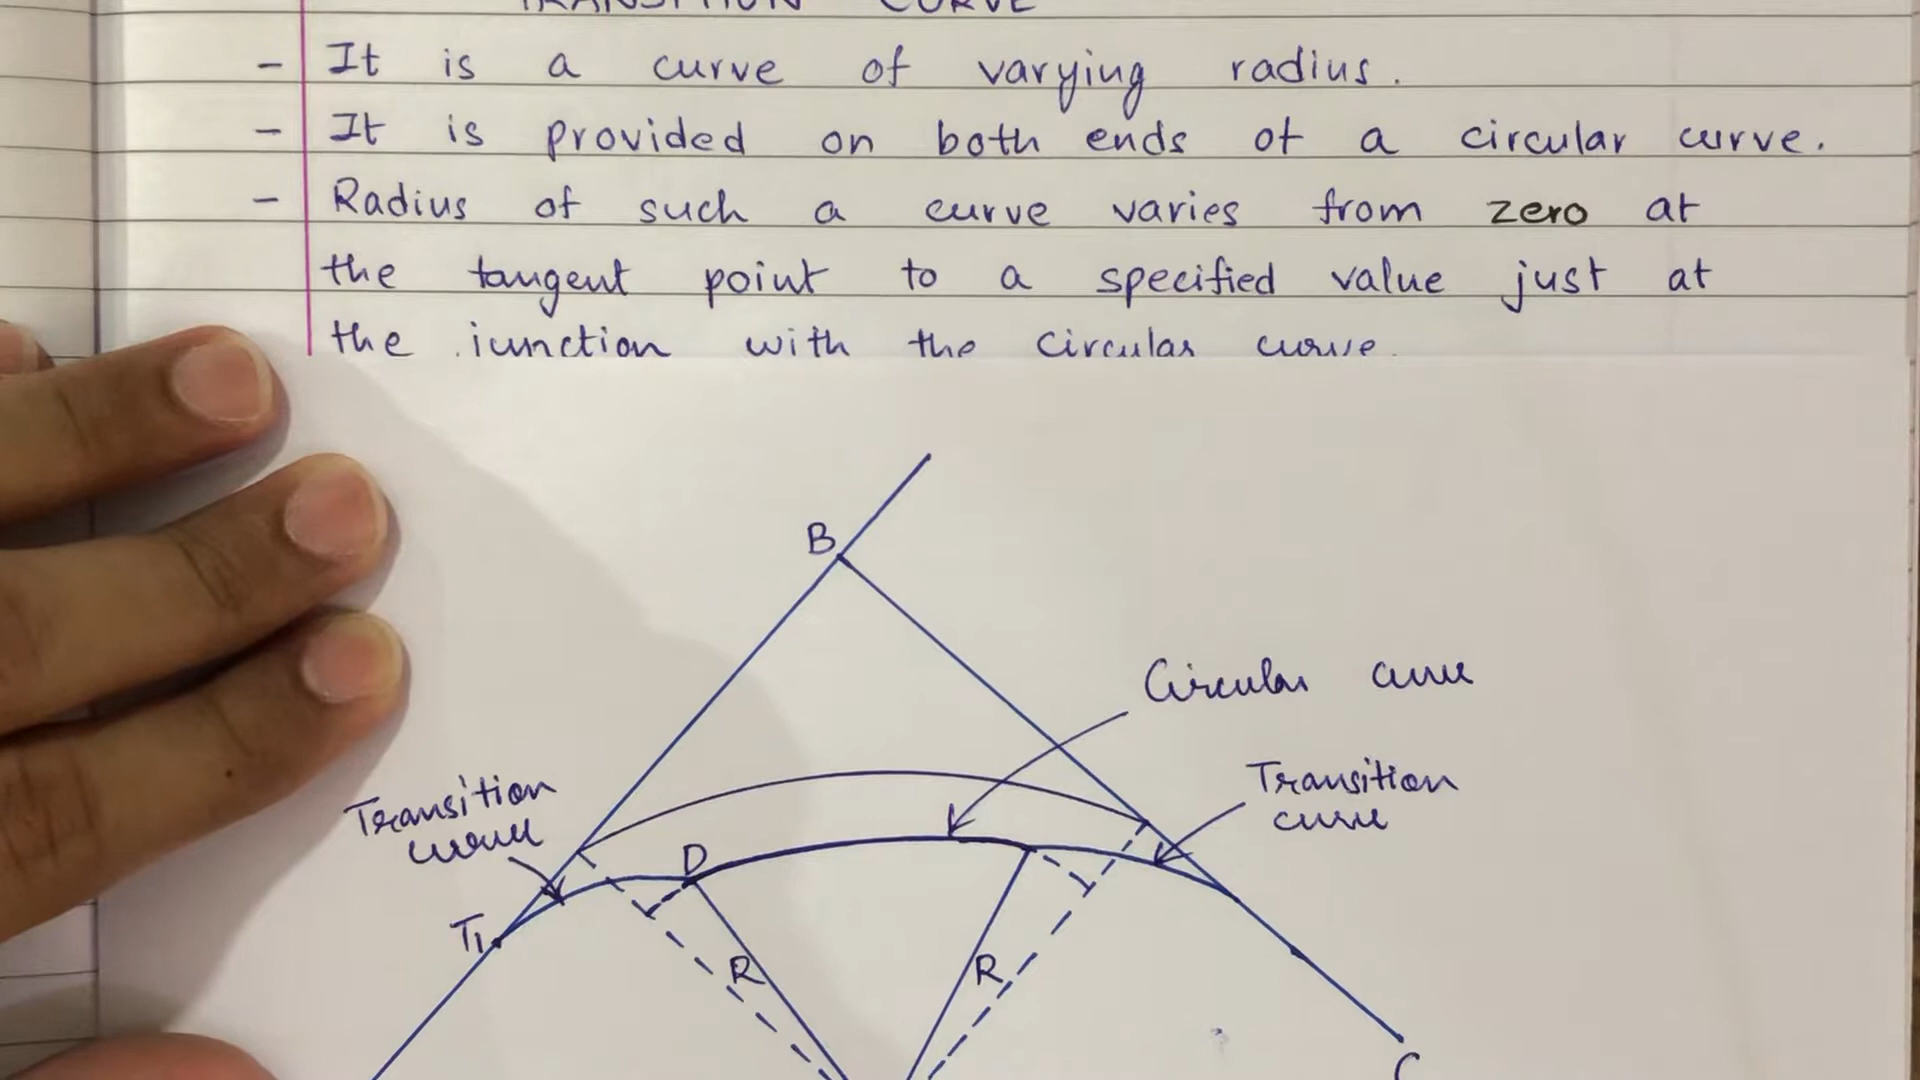 TRANSITION CURVE
- It is a curve of varying radius.
- It is provided on both ends of a circular curve.
- Radius of such a curve varies from zero at
the tangent point to a specified value just at
the junction with the circular curve.
B
Circular curve
Transition
curve
Transition
curve
D
T1
R
R
C